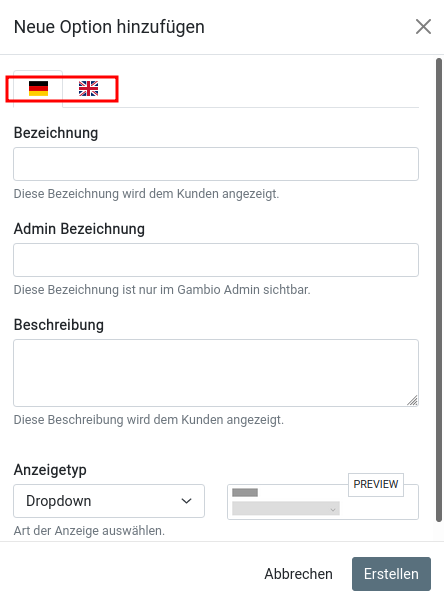 Neue Option hinzufügen
Bezeichnung
Diese Bezeichnung wird dem Kunden angezeigt.
Admin Bezeichnung
Diese Bezeichnung ist nur im Gambio Admin sichtbar.
Beschreibung
Diese Beschreibung wird dem Kunden angezeigt.
Anzeigetyp
PREVIEW
Dropdown
Art der Anzeige auswählen.
Abbrechen
Erstellen